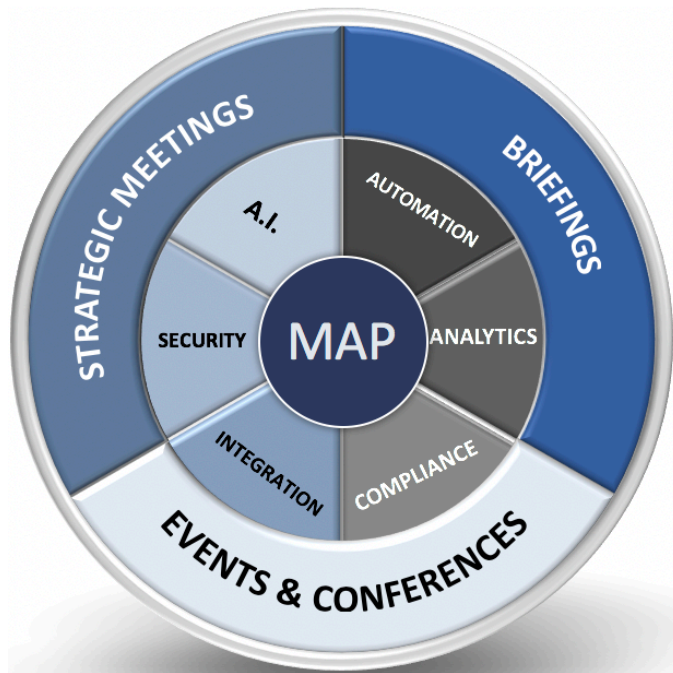 STRATEGIC MEETINGS
BRIEFINGS
A.I.
AUTOMATION
SECURITY
MAP
ANALYTICS
INTEGRATION
COMPLIANCE
EVENTS & CONFERENCES